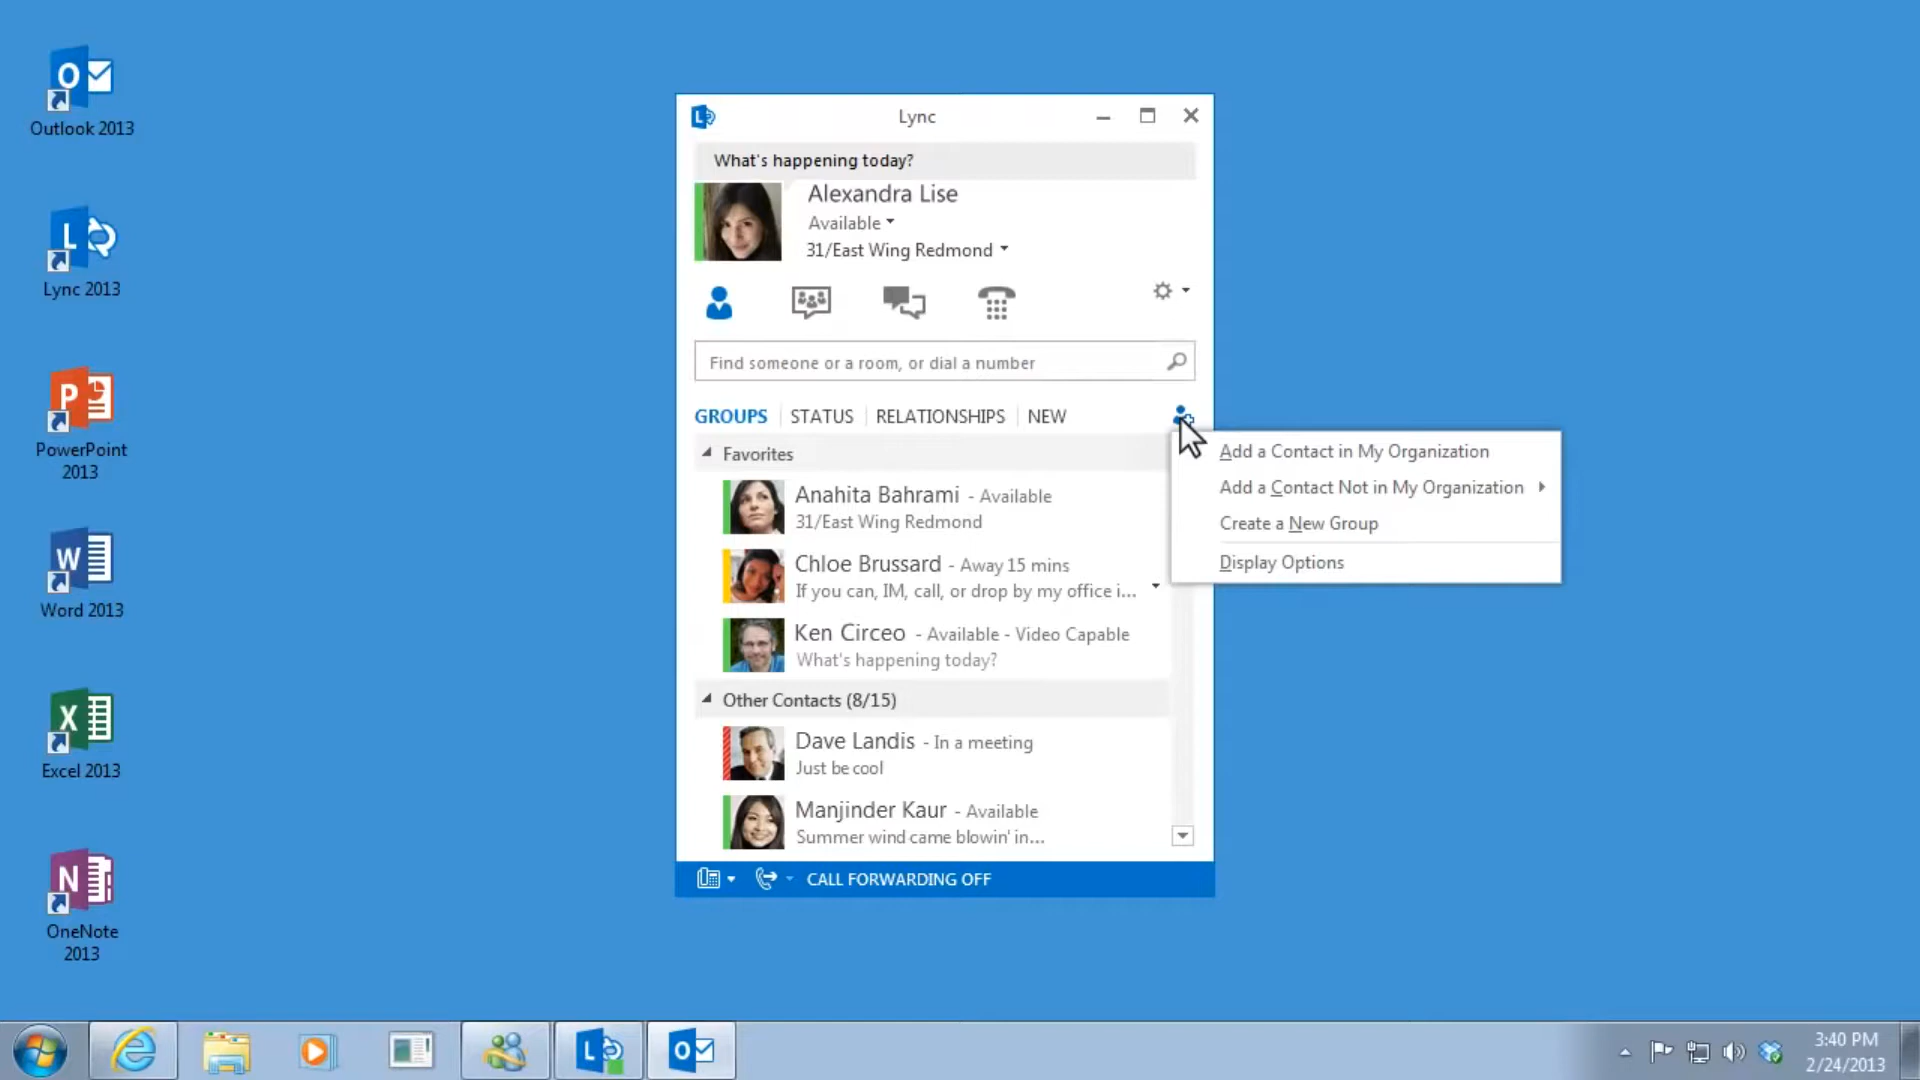 Outlook 2013
Lync 2013
PowerPoint
2013
Word 2013
Excel 2013
OneNote
2013
Lync
What's happening today?
Alexandra Lise
Available
31/East Wing Redmond
Find someone or a room, or dial a number
GROUPS STATUS RELATIONSHIPS NEW
Favorites
Anahita Bahrami - Available
31/East Wing Redmond
Chloe Brussard - Away 15 mins
If you can, IM, call, or drop by my office i...
Ken Circeo - Available - Video Capable
What's happening today?
Other Contacts (8/15)
Dave Landis - In a meeting
Just be cool
Manjinder Kaur - Available
Summer wind came blowin' in...
CALL FORWARDING OFF
Add a Contact in My Organization
Add a Contact Not in My Organization
Create a New Group
Display Options
3:40 PM
2/24/2013